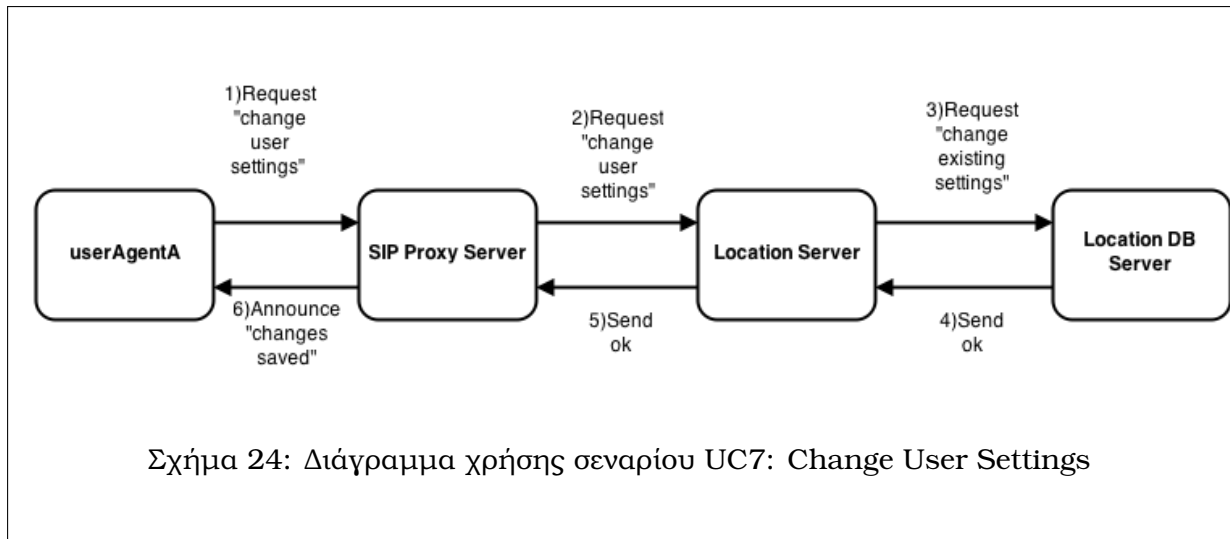 1)Request
"change
user
settings"
2)Request
"change
user
settings"
3)Request
"change
existing
settings"
userAgentA
SIP Proxy Server
Location Server
Location DB
Server
6)Announce
"changes
saved"
5)Send
ok
4)Send
ok
Σχήμα 24: Διάγραμμα χρήσης σεναρίου UC7: Change User Settings